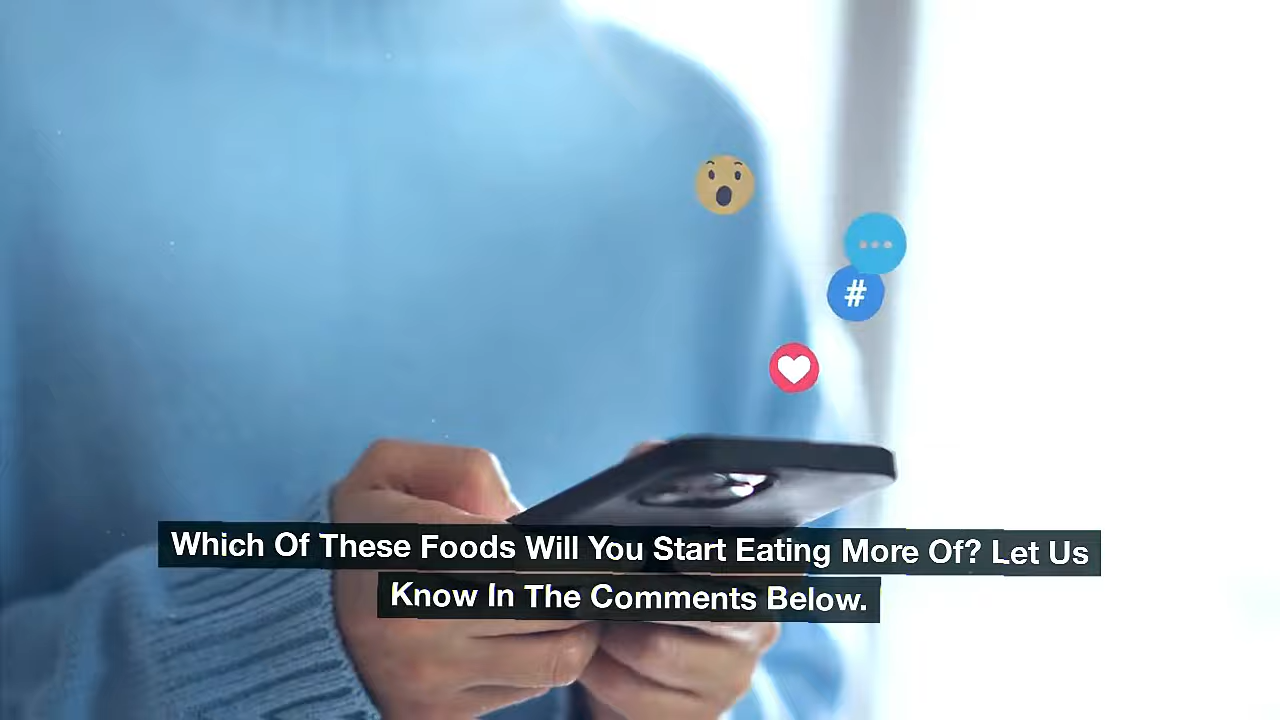 #
Which Of These Foods Will You Start Eating More Of? Let Us
Know In The Comments Below.